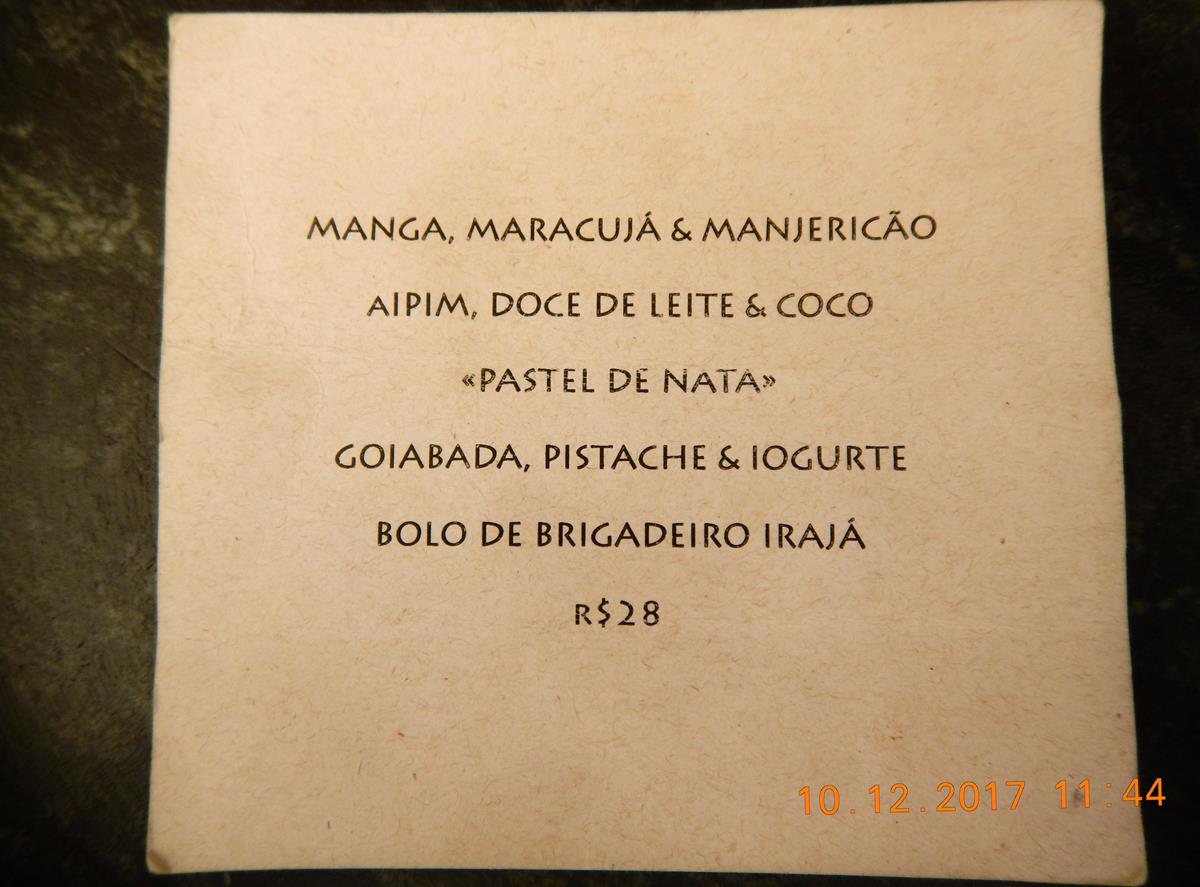 MANGA, MARACUJÁ & MANJERICÃO
AIPIM, DOCE DE LEITE & COCO
«PASTEL DE NATA»
GOIABADA, PISTACHE & IOGURTE
BOLO DE BRIGADEIRO IRAJÁ
R$28
10.12.2017 11:44